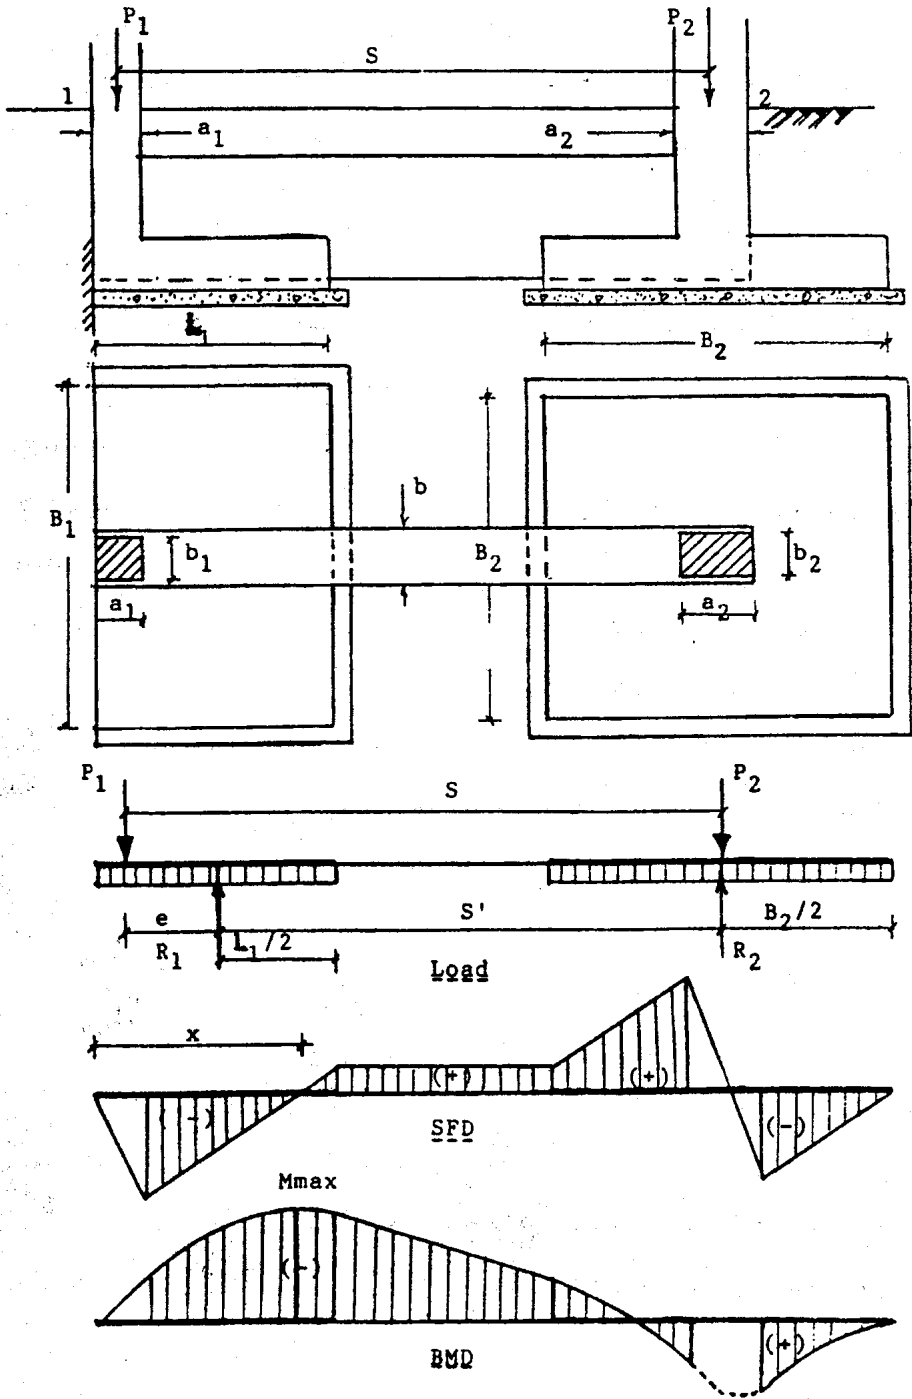 P1 P2
S
1 2
a1 a2
L1 B2
b
B1 b1 B2 b2
a1 a2
P1 P2
S
e S' B2/2
R1 L1/2 R2
Load
x
(-) (+) (+) (-)
SFD
Mmax
(-)
(+)
BMD